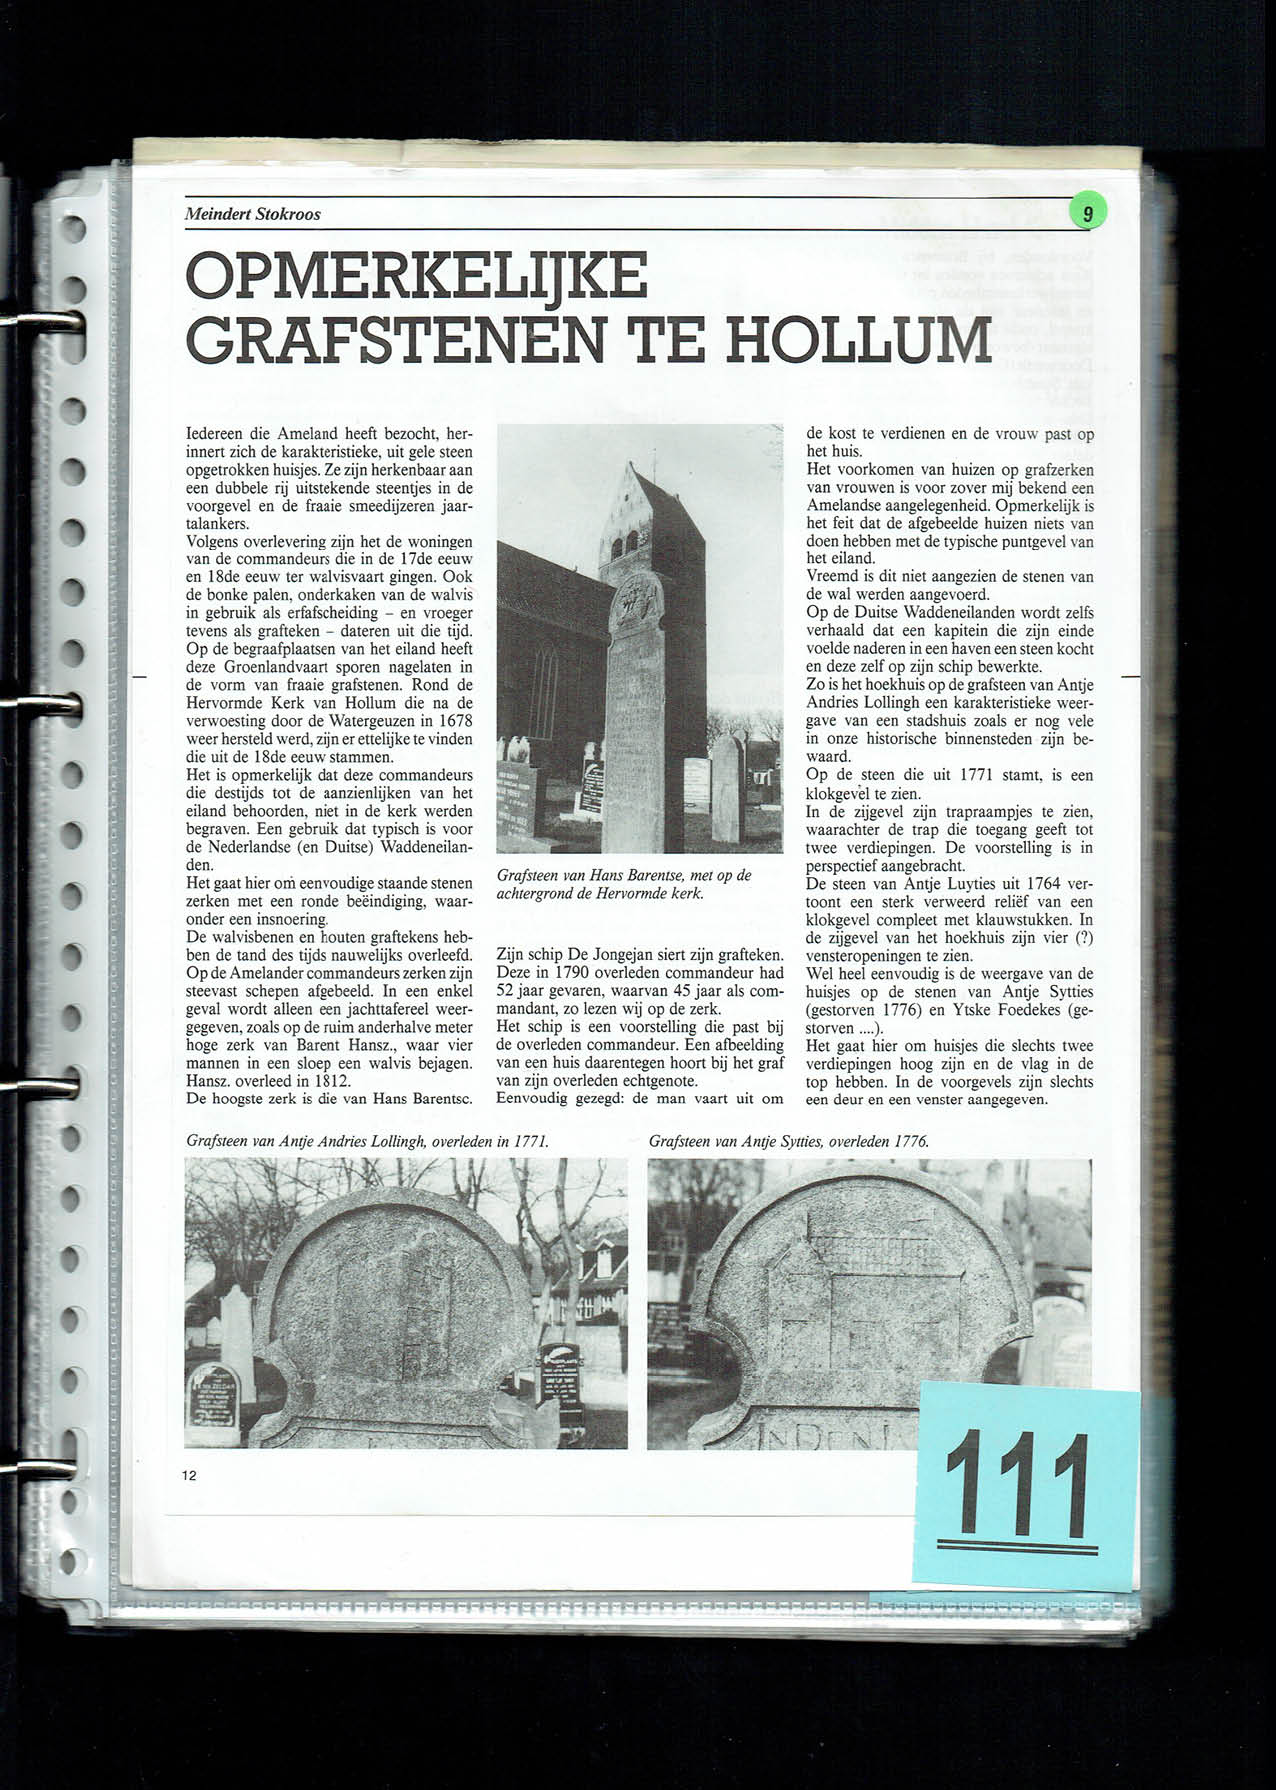 Meindert Stokroos
9
OPMERKELIJKE
GRAFSTENEN TE HOLLUM
Iedereen die Ameland heeft bezocht, her-
innert zich de karakteristieke, uit gele steen
opgetrokken huisjes. Ze zijn herkenbaar aan
een dubbele rij uitstekende steentjes in de
voorgevel en de fraaie smeedijzeren jaar-
talankers.
Volgens overlevering zijn het de woningen
van de commandeurs die in de 17de eeuw
en 18de eeuw ter walvisvaart gingen. Ook
de bonke palen, onderkaken van de walvis
in gebruik als erfafscheiding – en vroeger
tevens als grafteken – dateren uit die tijd.
Op de begraafplaatsen van het eiland heeft
deze Groenlandvaart sporen nagelaten in
de vorm van fraaie grafstenen. Rond de
Hervormde Kerk van Hollum die na de
verwoesting door de Watergeuzen in 1678
weer hersteld werd, zijn er ettelijke te vinden
die uit de 18de eeuw stammen.
Het is opmerkelijk dat deze commandeurs
die destijds tot de aanzienlijken van het
eiland behoorden, niet in de kerk werden
begraven. Een gebruik dat typisch is voor
de Nederlandse (en Duitse) Waddeneilan-
den.
Het gaat hier om eenvoudige staande stenen
zerken met een ronde beëindiging, waar-
onder een insnoering.
De walvisbenen en houten graftekens heb-
ben de tand des tijds nauwelijks overleefd.
Op de Amelander commandeurs zerken zijn
steevast schepen afgebeeld. In een enkel
geval wordt alleen een jachttafereel weer-
gegeven, zoals op de ruim anderhalve meter
hoge zerk van Barent Hansz., waar vier
mannen in een sloep een walvis bejagen.
Hansz. overleed in 1812.
De hoogste zerk is die van Hans Barentsc.
Grafsteen van Hans Barentse, met op de
achtergrond de Hervormde kerk.
Zijn schip De Jongejan siert zijn grafteken.
Deze in 1790 overleden commandeur had
52 jaar gevaren, waarvan 45 jaar als com-
mandant, zo lezen wij op de zerk.
Het schip is een voorstelling die past bij
de overleden commandeur. Een afbeelding
van een huis daarentegen hoort bij het graf
van zijn overleden echtgenote.
Eenvoudig gezegd: de man vaart uit om
de kost te verdienen en de vrouw past op
het huis.
Het voorkomen van huizen op grafzerken
van vrouwen is voor zover mij bekend een
Amelandse aangelegenheid. Opmerkelijk is
het feit dat de afgebeelde huizen niets van
doen hebben met de typische puntgevel van
het eiland.
Vreemd is dit niet aangezien de stenen van
de wal werden aangevoerd.
Op de Duitse Waddeneilanden wordt zelfs
verhaald dat een kapitein die zijn einde
voelde naderen in een haven een steen kocht
en deze zelf op zijn schip bewerkte.
Zo is het hoekhuis op de grafsteen van Antje
Andries Lollingh een karakteristieke weer-
gave van een stadshuis zoals er nog vele
in onze historische binnensteden zijn be-
waard.
Op de steen die uit 1771 stamt, is een
klokgevel te zien.
In de zijgevel zijn trapraampjes te zien,
waarachter de trap die toegang geeft tot
twee verdiepingen. De voorstelling is in
perspectief aangebracht.
De steen van Antje Luyties uit 1764 ver-
toont een sterk verweerd reliëf van een
klokgevel compleet met klauwstukken. In
de zijgevel van het hoekhuis zijn vier (?)
vensteropeningen te zien.
Wel heel eenvoudig is de weergave van de
huisjes op de stenen van Antje Sytties
(gestorven 1776) en Ytske Foedekes (ge-
storven ....).
Het gaat hier om huisjes die slechts twee
verdiepingen hoog zijn en de vlag in de
top hebben. In de voorgevels zijn slechts
een deur en een venster aangegeven.
Grafsteen van Antje Andries Lollingh, overleden in 1771.
Grafsteen van Antje Sytties, overleden 1776.
IN DEN
12
111